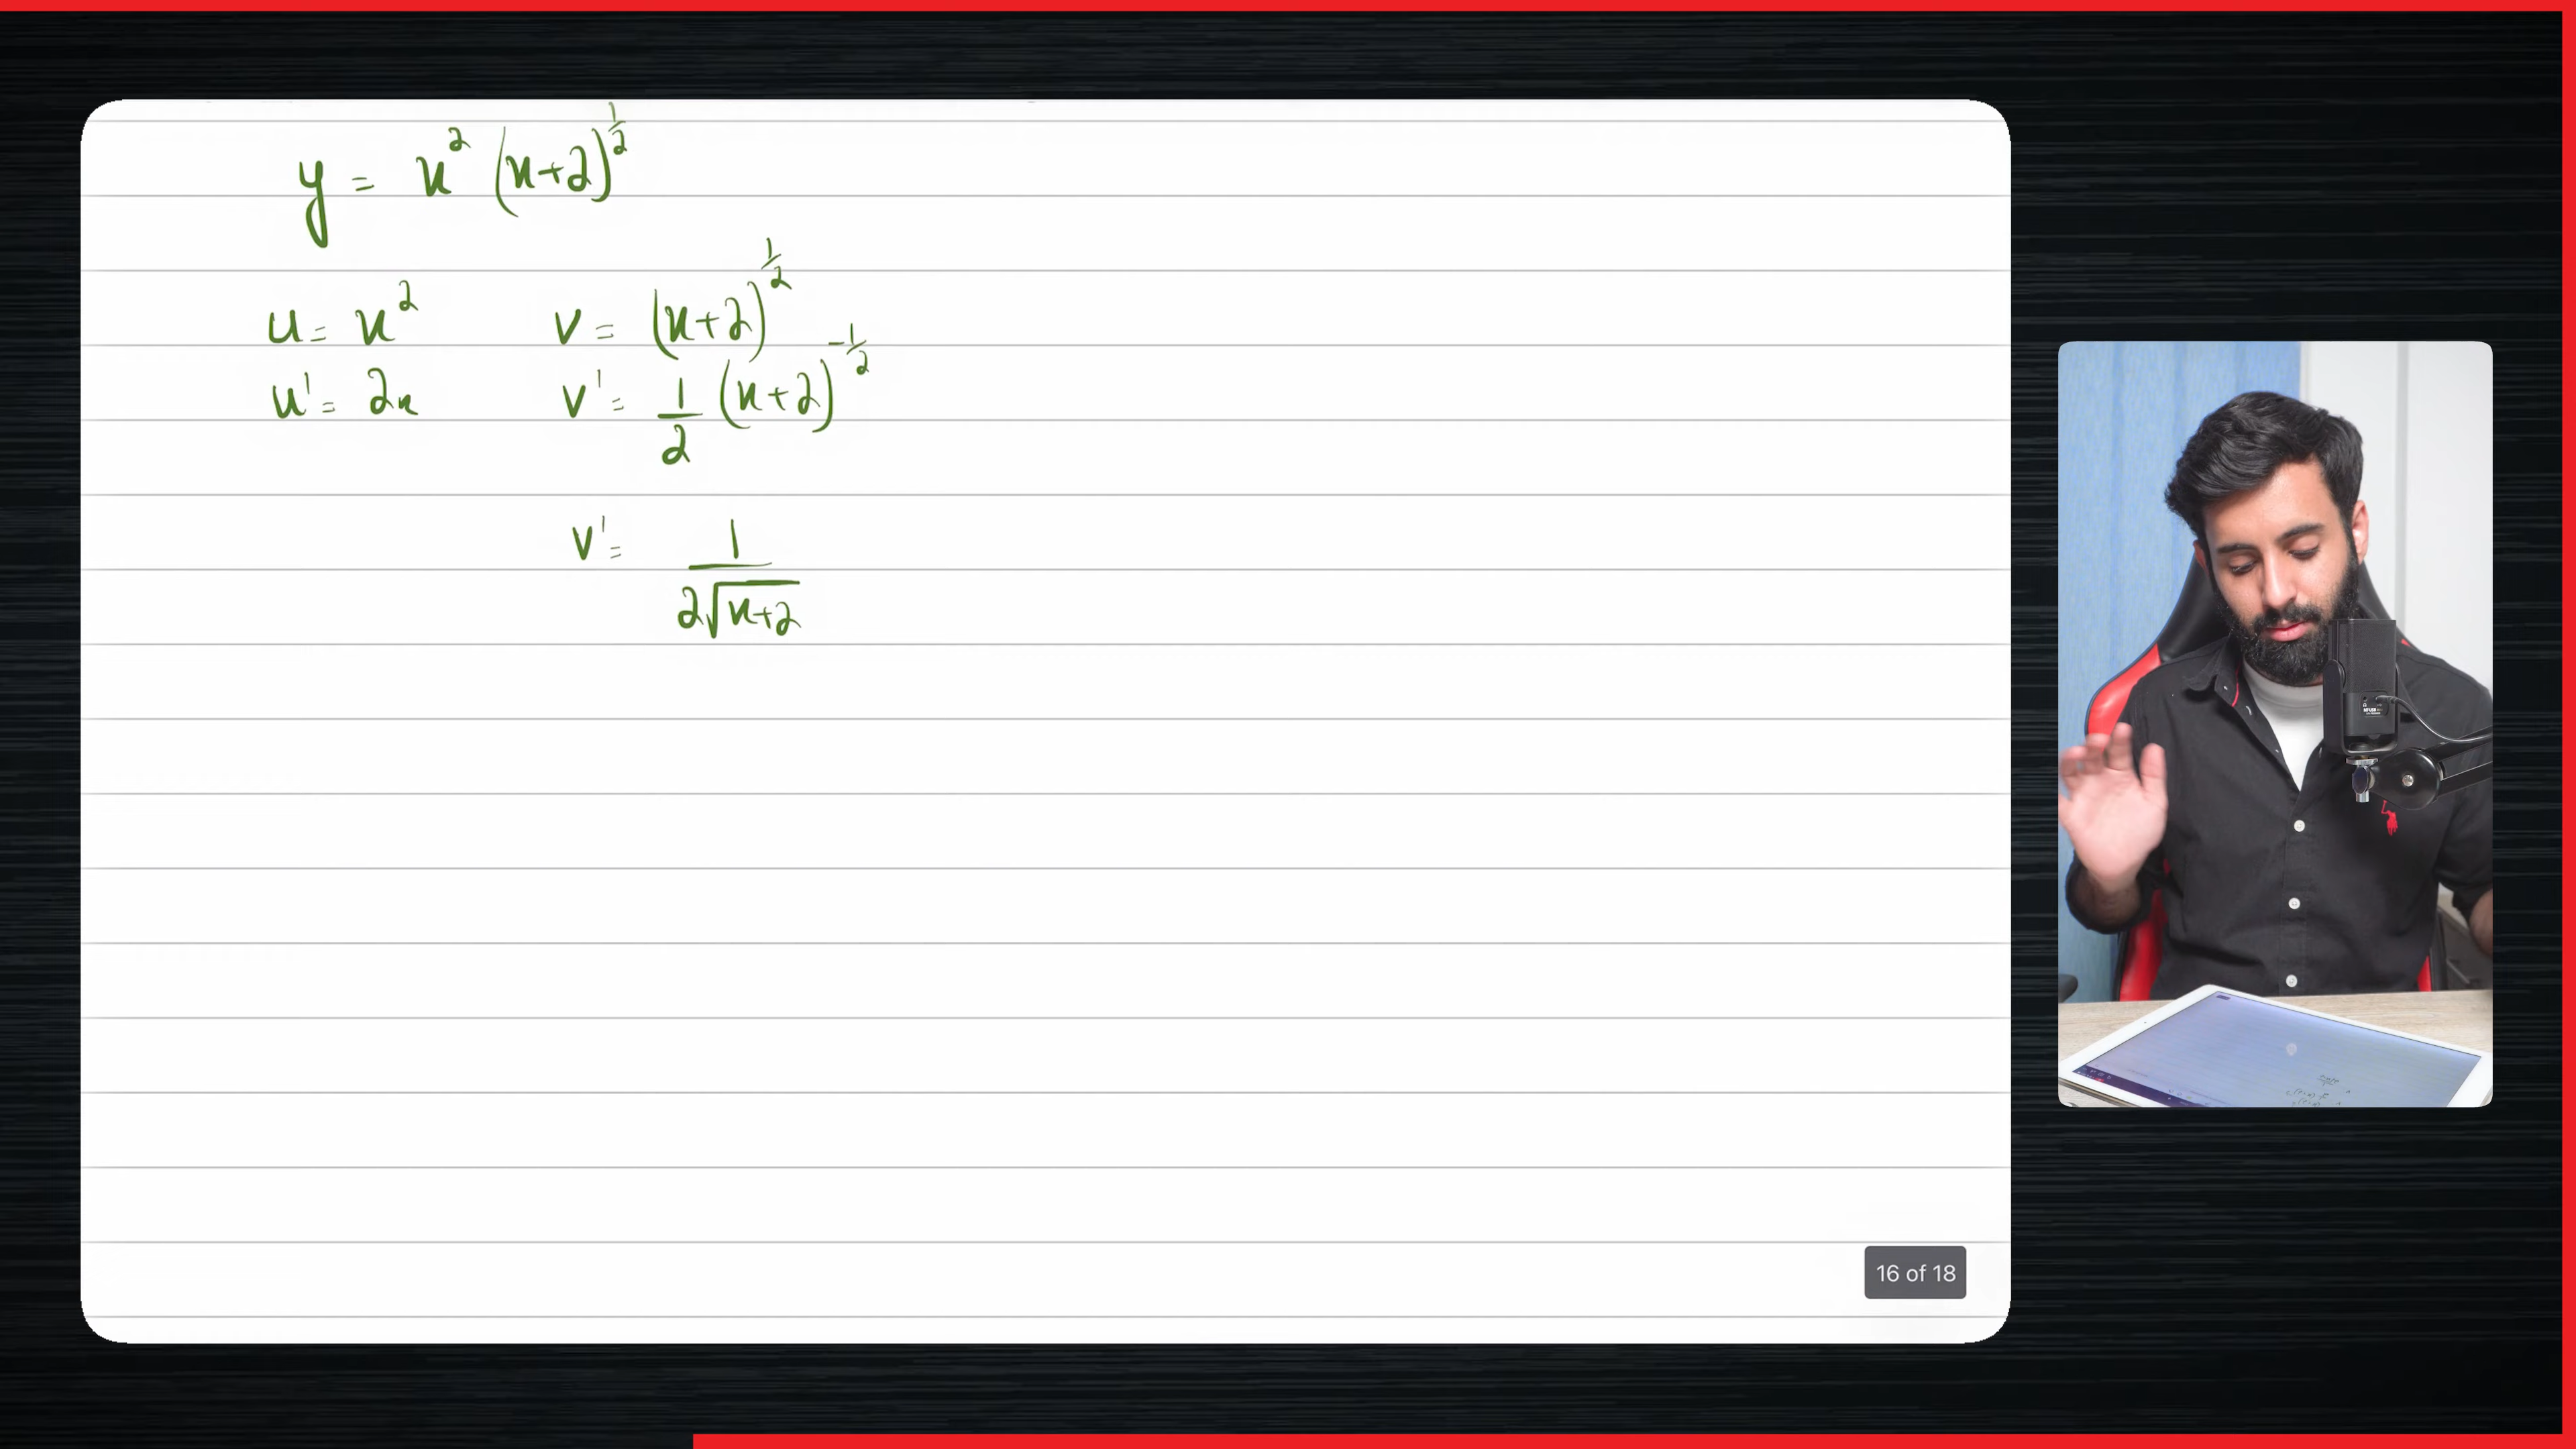 y = x² (x+2)^½
u = x² v = (x+2)^½
u' = 2x v' = 1/2 (x+2)^-½
v' = 1/(2√(x+2))
16 of 18